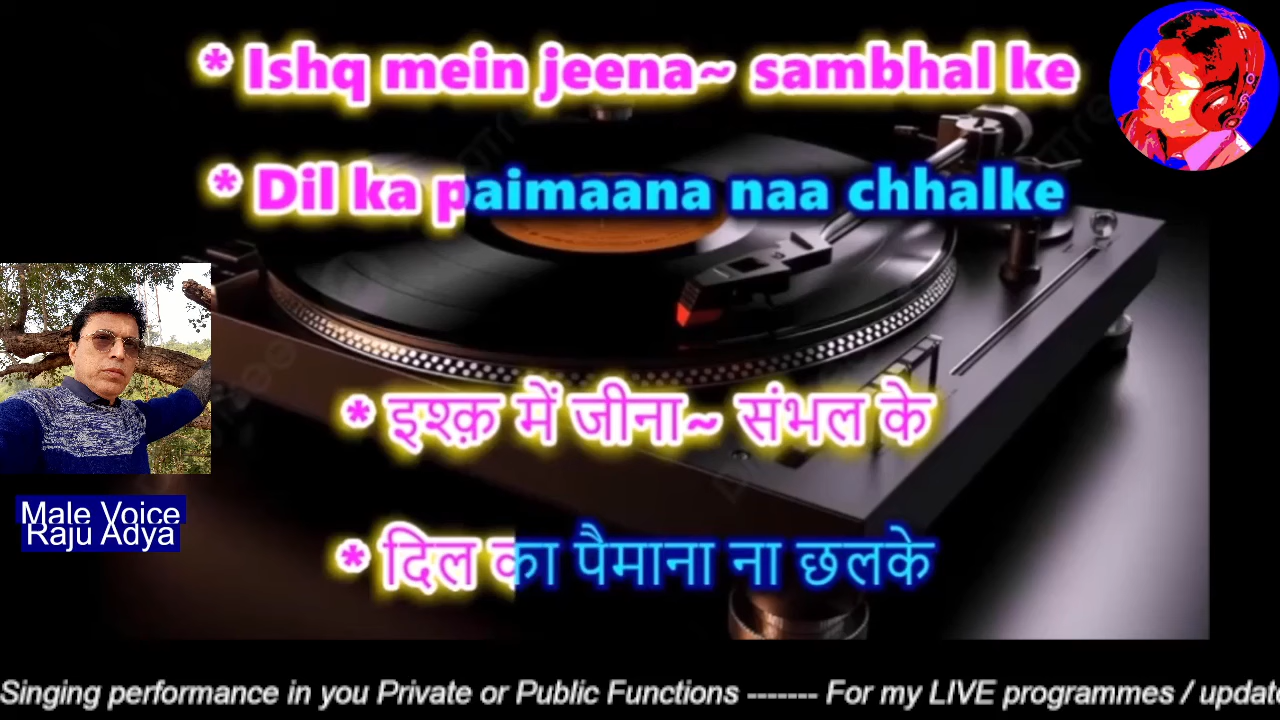 * Ishq mein jeena~ sambhal ke
* Dil ka paimaana naa chhalke
* इश्क़ में जीना~ संभल के
* दिल का पैमाना ना छलके
Male Voice
Raju Adya
Singing performance in you Private or Public Functions ------- For my LIVE programmes / update